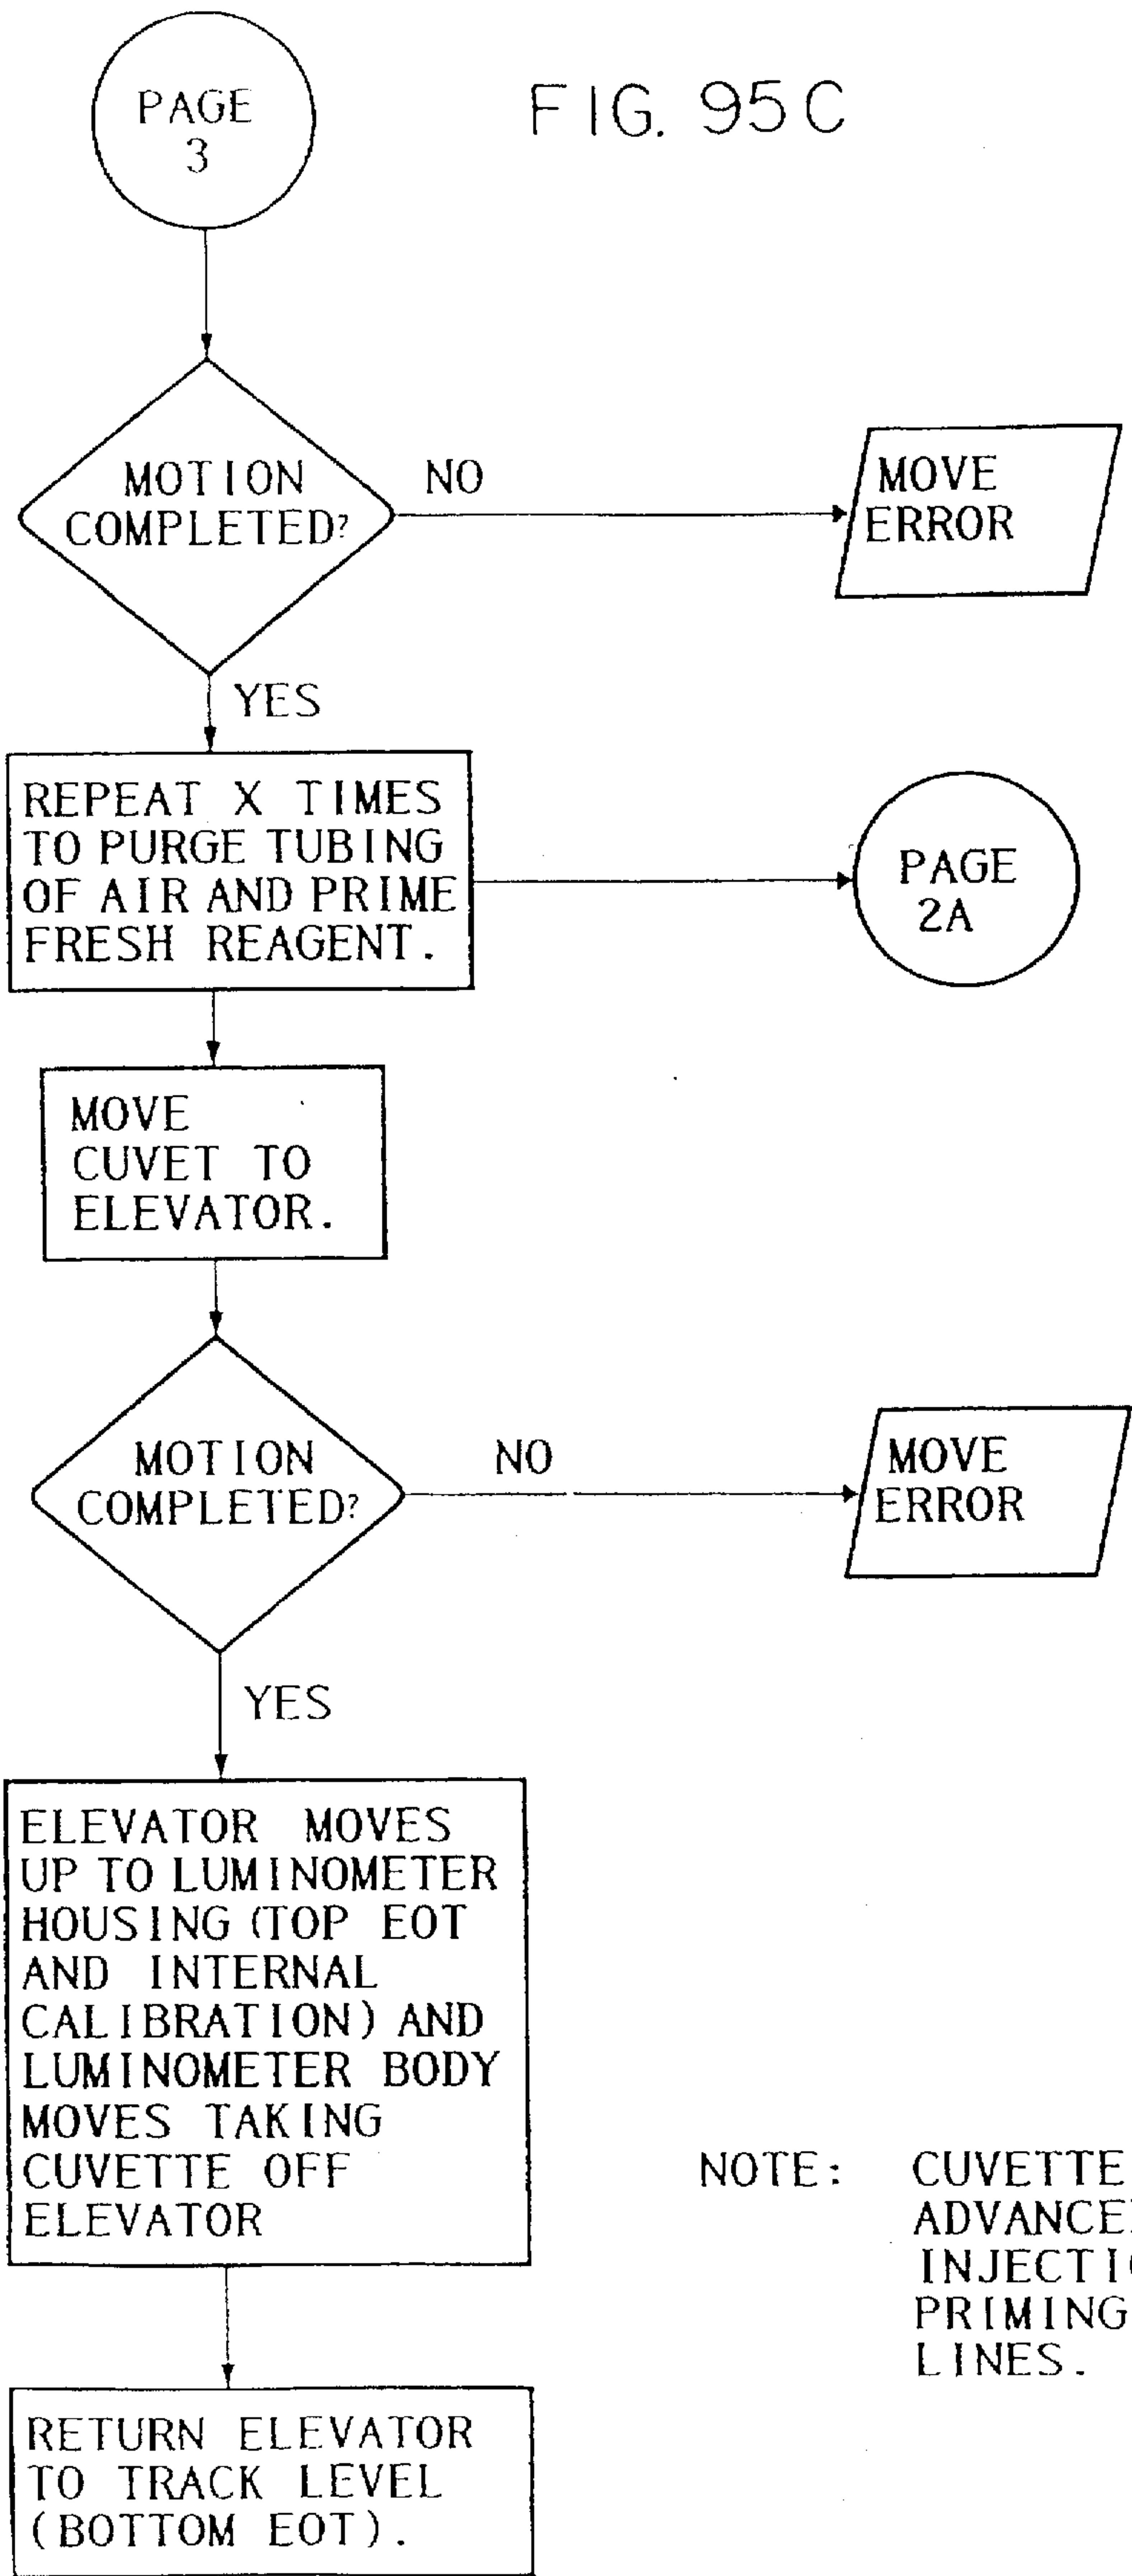 FIG. 95C
PAGE
3
MOTION
COMPLETED?
NO
MOVE
ERROR
YES
REPEAT X TIMES
TO PURGE TUBING
OF AIR AND PRIME
FRESH REAGENT.
PAGE
2A
MOVE
CUVET TO
ELEVATOR.
MOTION
COMPLETED?
NO
MOVE
ERROR
YES
ELEVATOR MOVES
UP TO LUMINOMETER
HOUSING (TOP EOT
AND INTERNAL
CALIBRATION) AND
LUMINOMETER BODY
MOVES TAKING
CUVETTE OFF
ELEVATOR
NOTE: CUVETTE
PRIMING
LINES.
RETURN ELEVATOR
TO TRACK LEVEL
(BOTTOM EOT).